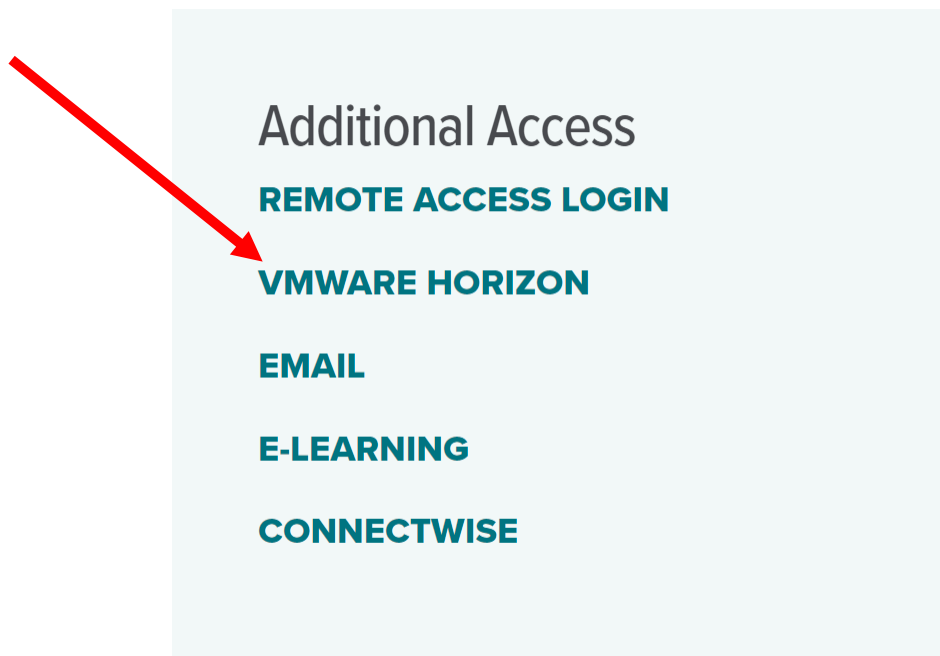 Additional Access
REMOTE ACCESS LOGIN
VMWARE HORIZON
EMAIL
E-LEARNING
CONNECTWISE